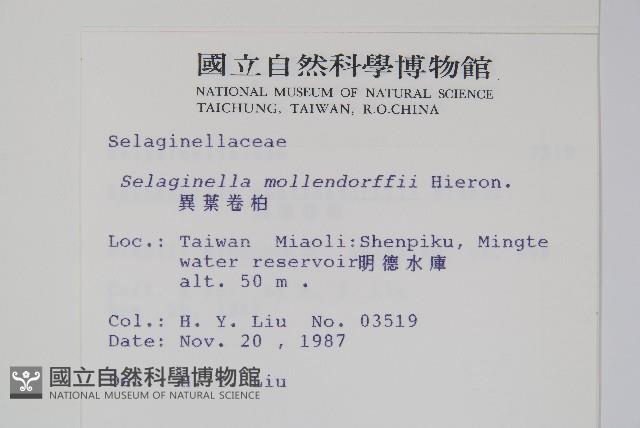 國立自然科學博物館
NATIONAL MUSEUM OF NATURAL SCIENCE
TAICHUNG, TAIWAN, R.O.CHINA
Selaginellaceae
Selaginella mollendorffii Hieron.
異葉卷柏
Loc.: Taiwan Miaoli:Shenpiku, Mingte
water reservoir明德水庫
alt. 50 m .
Col.: H. Y. Liu No. 03519
Date: Nov. 20 , 1987
Liu
國立自然科學博物館
NATIONAL MUSEUM OF NATURAL SCIENCE